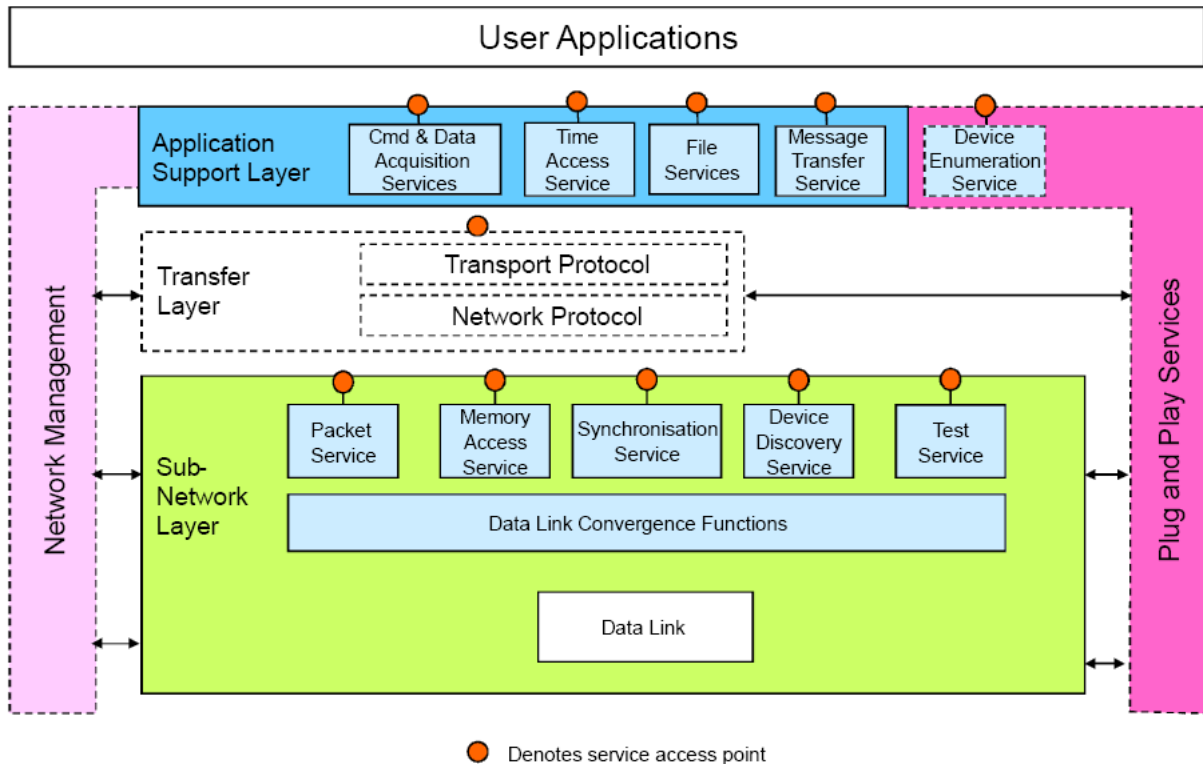 User Applications
Application
Support Layer
Cmd & Data
Acquisition
Services
Time
Access
Service
File
Services
Message
Transfer
Service
Device
Enumeration
Service
Transfer
Layer
Transport Protocol
Network Protocol
Network Management
Plug and Play Services
Sub-
Network
Layer
Packet
Service
Memory
Access
Service
Synchronisation
Service
Device
Discovery
Service
Test
Service
Data Link Convergence Functions
Data Link
Denotes service access point